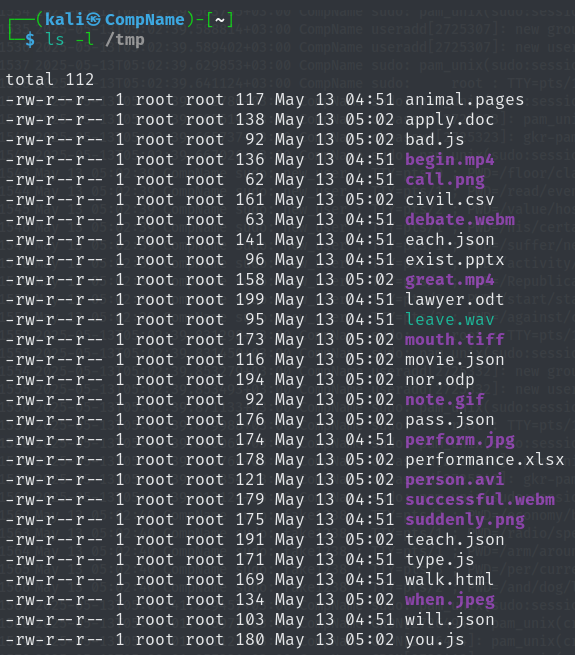 ┌──(kali㉿CompName)-[~]
└─$ ls -l /tmp
total 112
-rw-r--r-- 1 root root 117 May 13 04:51 animal.pages
-rw-r--r-- 1 root root 138 May 13 05:02 apply.doc
-rw-r--r-- 1 root root  92 May 13 05:02 bad.js
-rw-r--r-- 1 root root 136 May 13 04:51 begin.mp4
-rw-r--r-- 1 root root  62 May 13 04:51 call.png
-rw-r--r-- 1 root root 161 May 13 05:02 civil.csv
-rw-r--r-- 1 root root  63 May 13 04:51 debate.webm
-rw-r--r-- 1 root root 141 May 13 04:51 each.json
-rw-r--r-- 1 root root  96 May 13 04:51 exist.pptx
-rw-r--r-- 1 root root 158 May 13 05:02 great.mp4
-rw-r--r-- 1 root root 199 May 13 04:51 lawyer.odt
-rw-r--r-- 1 root root  95 May 13 04:51 leave.wav
-rw-r--r-- 1 root root 173 May 13 05:02 mouth.tiff
-rw-r--r-- 1 root root 116 May 13 05:02 movie.json
-rw-r--r-- 1 root root 194 May 13 05:02 nor.odp
-rw-r--r-- 1 root root  92 May 13 05:02 note.gif
-rw-r--r-- 1 root root 176 May 13 05:02 pass.json
-rw-r--r-- 1 root root 174 May 13 04:51 perform.jpg
-rw-r--r-- 1 root root 178 May 13 05:02 performance.xlsx
-rw-r--r-- 1 root root 121 May 13 05:02 person.avi
-rw-r--r-- 1 root root 179 May 13 04:51 successful.webm
-rw-r--r-- 1 root root 175 May 13 04:51 suddenly.png
-rw-r--r-- 1 root root 191 May 13 05:02 teach.json
-rw-r--r-- 1 root root 171 May 13 04:51 type.js
-rw-r--r-- 1 root root 169 May 13 04:51 walk.html
-rw-r--r-- 1 root root 134 May 13 05:02 when.jpeg
-rw-r--r-- 1 root root 103 May 13 04:51 will.json
-rw-r--r-- 1 root root 180 May 13 05:02 you.js